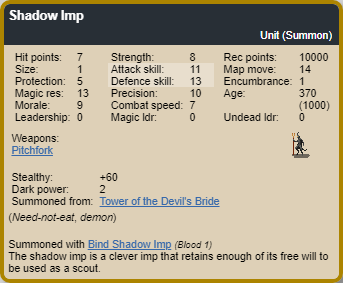 Shadow Imp
Unit (Summon)
Hit points: 7 Strength: 8 Rec points: 10000
Size: 1 Attack skill: 11 Map move: 14
Protection: 5 Defence skill: 13 Encumbrance: 1
Magic res: 13 Precision: 10 Age: 370
Morale: 9 Combat speed: 7 (1000)
Leadership: 0 Magic ldr: 0 Undead ldr: 0
Weapons:
Pitchfork
Stealthy: +60
Dark power: 2
Summoned from: Tower of the Devil's Bride
(Need-not-eat, demon)
Summoned with Bind Shadow Imp (Blood 1)
The shadow imp is a clever imp that retains enough of its free will to
be used as a scout.